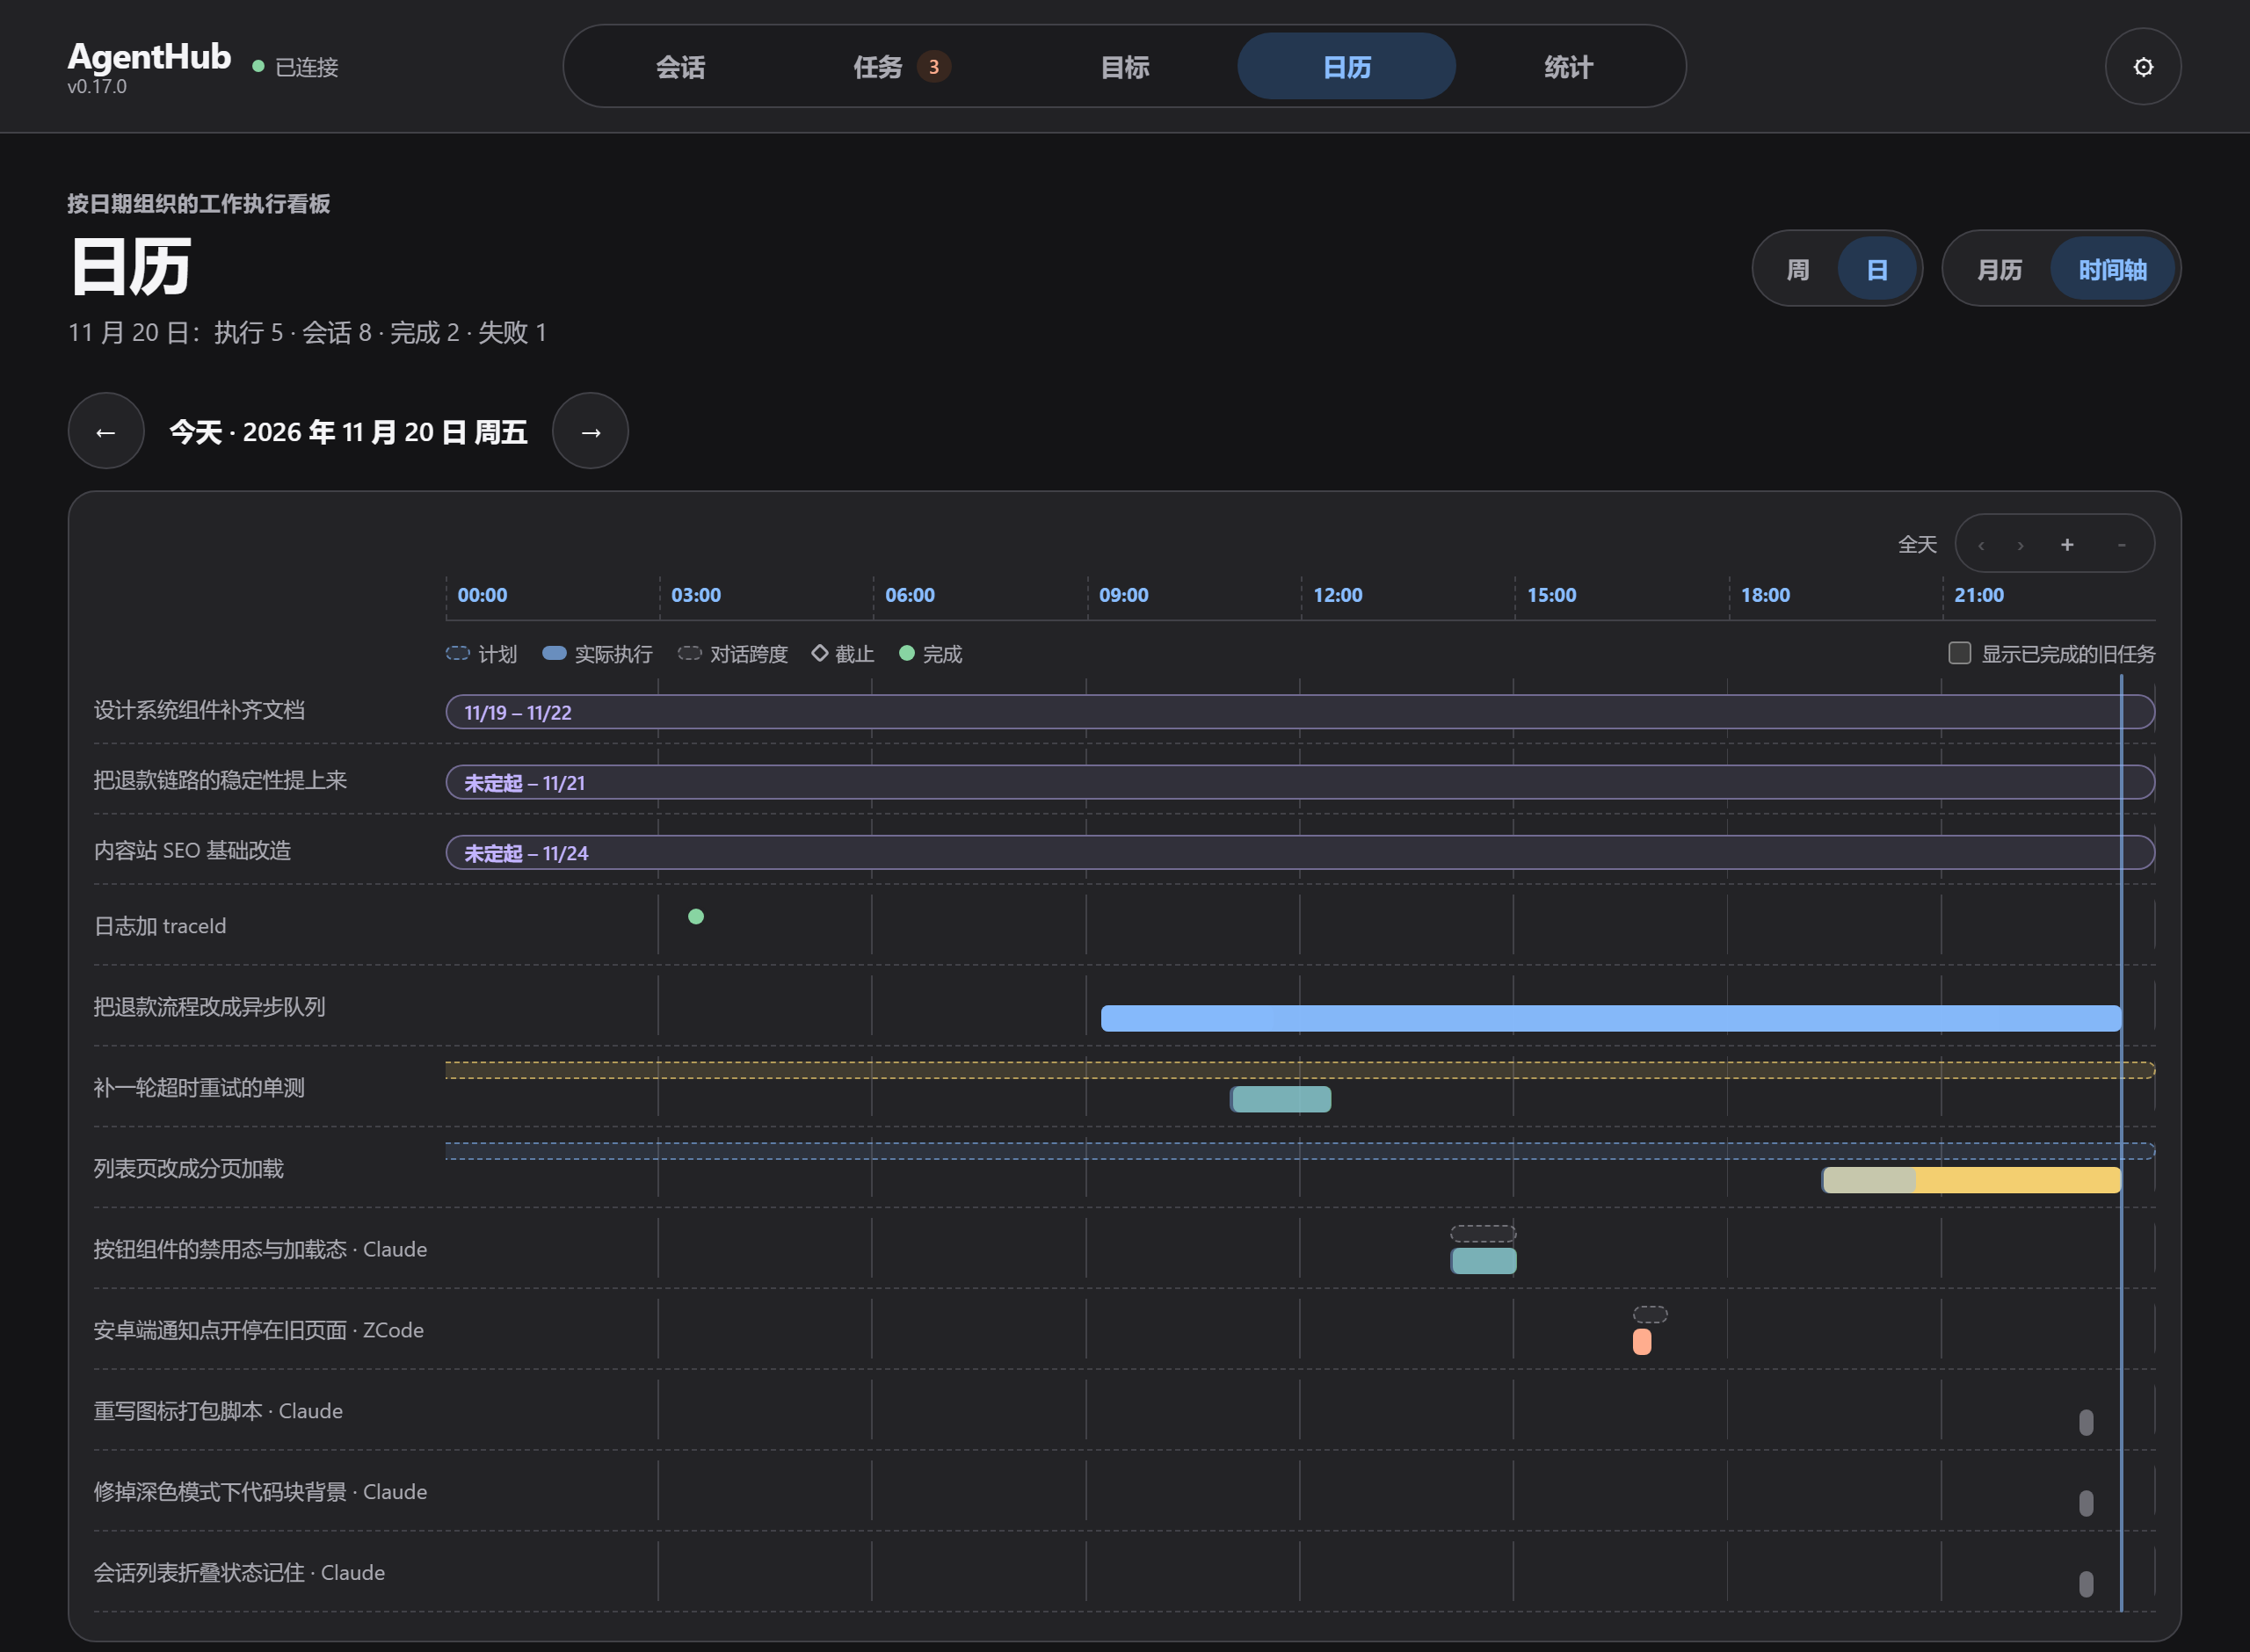 AgentHub
v0.17.0
已连接
会话
任务 3
目标
日历
统计
按日期组织的工作执行看板
日历
11 月 20 日：执行 5 · 会话 8 · 完成 2 · 失败 1
周 日
月历 时间轴
← 今天 · 2026 年 11 月 20 日 周五 →
全天 ‹ › + -
00:00 03:00 06:00 09:00 12:00 15:00 18:00 21:00
计划 实际执行 对话跨度 截止 完成
显示已完成的旧任务
设计系统组件补齐文档 11/19 – 11/22
把退款链路的稳定性提上来 未定起 – 11/21
内容站 SEO 基础改造 未定起 – 11/24
日志加 traceId
把退款流程改成异步队列
补一轮超时重试的单测
列表页改成分页加载
按钮组件的禁用态与加载态 · Claude
安卓端通知点开停在旧页面 · ZCode
重写图标打包脚本 · Claude
修掉深色模式下代码块背景 · Claude
会话列表折叠状态记住 · Claude